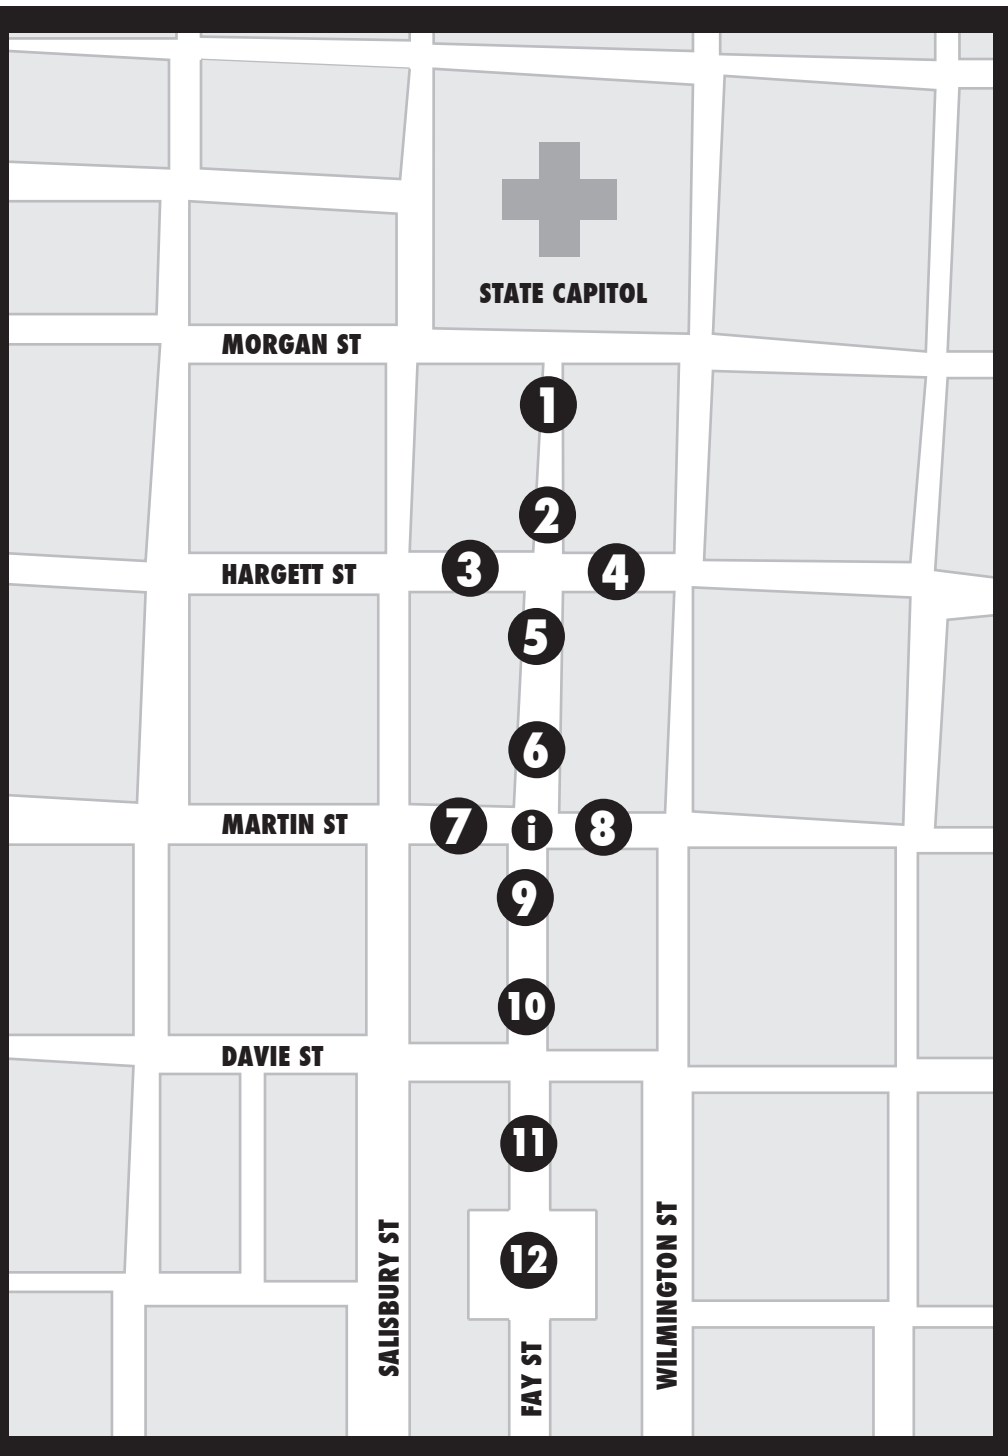 STATE CAPITOL
MORGAN ST
1
2
HARGETT ST
3
4
5
6
MARTIN ST
7
i
8
9
10
DAVIE ST
11
12
SALISBURY ST
FAY ST
WILMINGTON ST